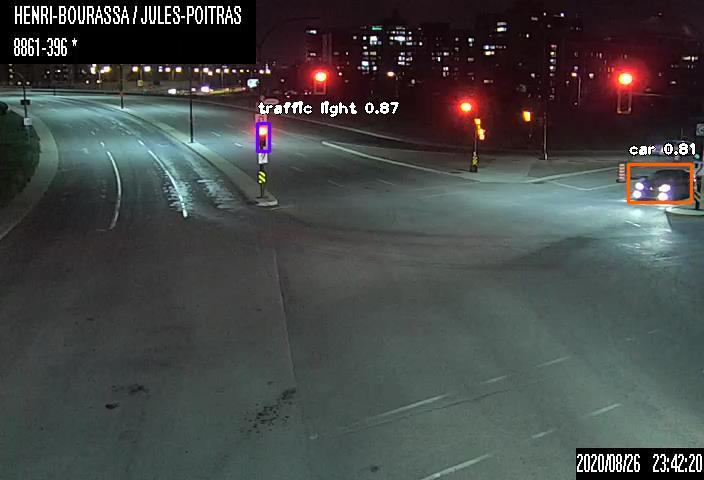 HENRI-BOURASSA / JULES-POITRAS
8861-396 *
traffic light 0.87
car 0.81
2020/08/26 23:42:20